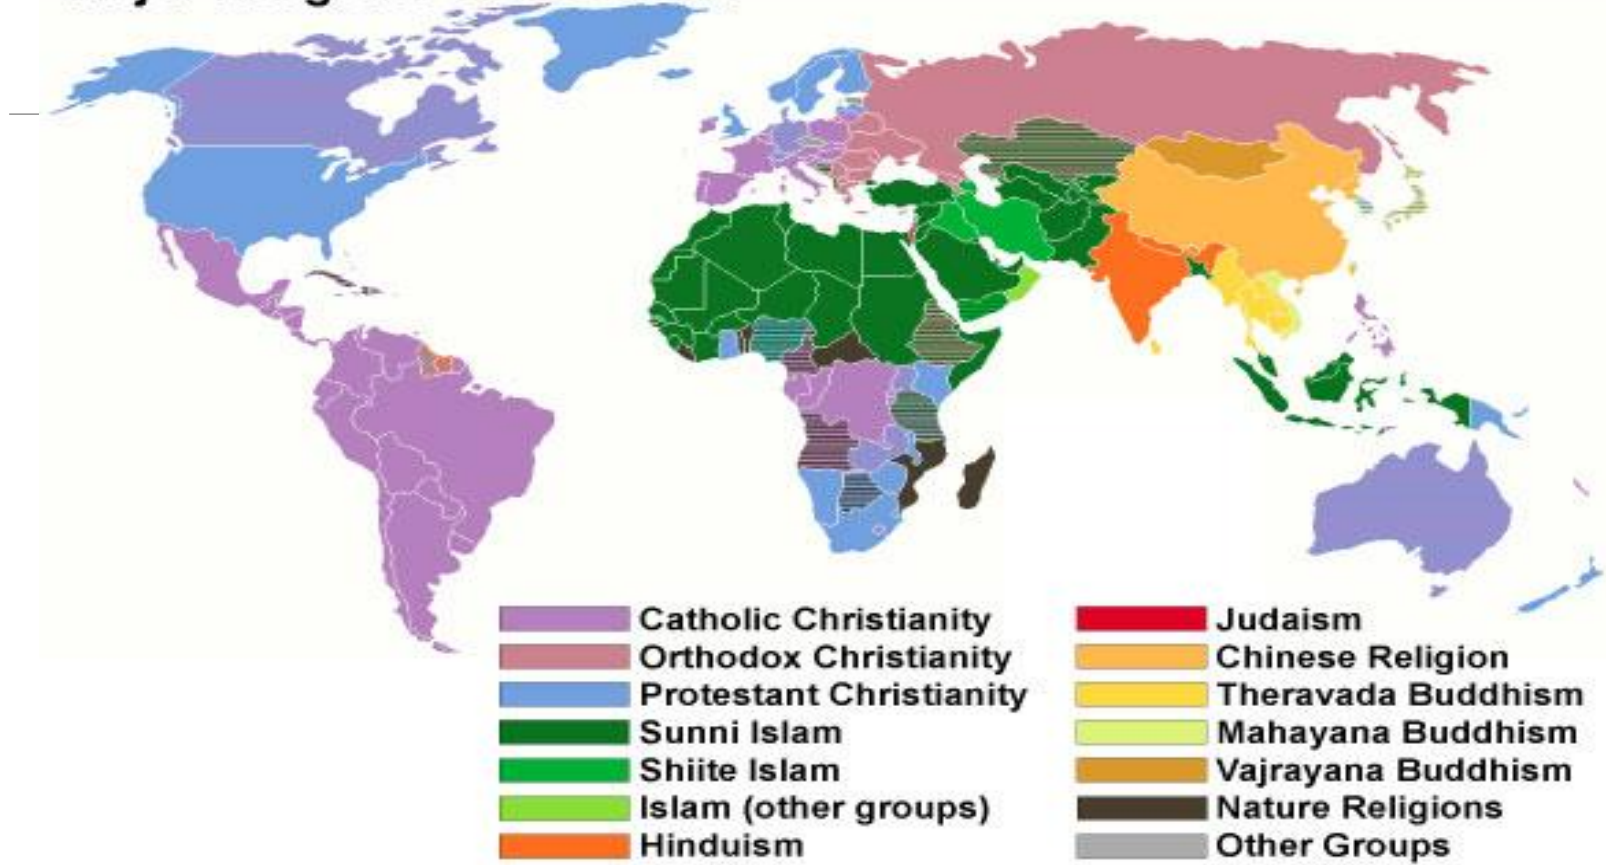 Catholic Christianity
Orthodox Christianity
Protestant Christianity
Sunni Islam
Shiite Islam
Islam (other groups)
Hinduism
Judaism
Chinese Religion
Theravada Buddhism
Mahayana Buddhism
Vajrayana Buddhism
Nature Religions
Other Groups